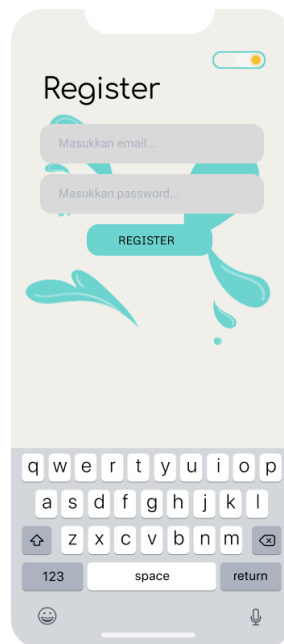 Register
Masukkan email...
Masukkan password...
REGISTER
q w e r t y u i o p
a s d f g h j k l
z x c v b n m
123 space return